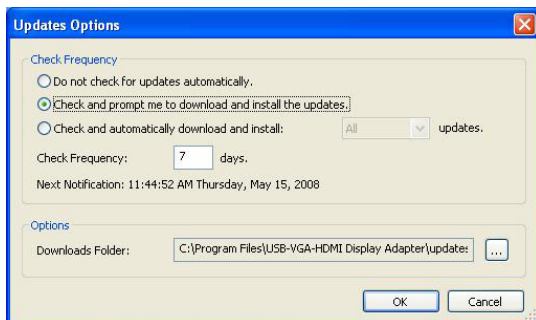 Updates Options
Check Frequency
Do not check for updates automatically.
Check and prompt me to download and install the updates.
Check and automatically download and install: All updates.
Check Frequency: 7 days.
Next Notification: 11:44:52 AM Thursday, May 15, 2008
Options
Downloads Folder: C:\Program Files\USB-VGA-HDMI Display Adapter\updates ...
OK Cancel